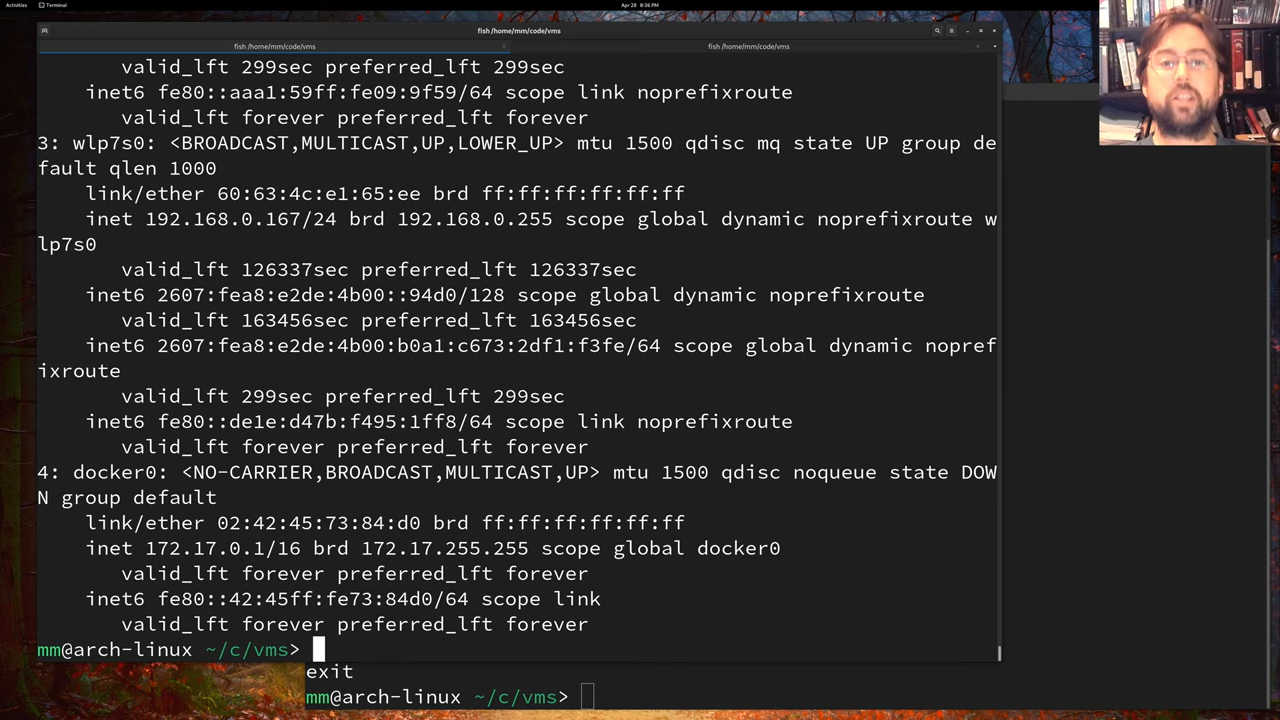 Activities
Terminal
Apr 28 8:36 PM
fish /home/mm/code/vms
fish /home/mm/code/vms
fish /home/mm/code/vms
valid_lft 299sec preferred_lft 299sec
inet6 fe80::aaa1:59ff:fe09:9f59/64 scope link noprefixroute
valid_lft forever preferred_lft forever
3: wlp7s0: <BROADCAST,MULTICAST,UP,LOWER_UP> mtu 1500 qdisc mq state UP group de
fault qlen 1000
link/ether 60:63:4c:e1:65:ee brd ff:ff:ff:ff:ff:ff
inet 192.168.0.167/24 brd 192.168.0.255 scope global dynamic noprefixroute w
lp7s0
valid_lft 126337sec preferred_lft 126337sec
inet6 2607:fea8:e2de:4b00::94d0/128 scope global dynamic noprefixroute
valid_lft 163456sec preferred_lft 163456sec
inet6 2607:fea8:e2de:4b00:b0a1:c673:2df1:f3fe/64 scope global dynamic nopref
ixroute
valid_lft 299sec preferred_lft 299sec
inet6 fe80::de1e:d47b:f495:1ff8/64 scope link noprefixroute
valid_lft forever preferred_lft forever
4: docker0: <NO-CARRIER,BROADCAST,MULTICAST,UP> mtu 1500 qdisc noqueue state DOW
N group default
link/ether 02:42:45:73:84:d0 brd ff:ff:ff:ff:ff:ff
inet 172.17.0.1/16 brd 172.17.255.255 scope global docker0
valid_lft forever preferred_lft forever
inet6 fe80::42:45ff:fe73:84d0/64 scope link
valid_lft forever preferred_lft forever
mm@arch-linux ~/c/vms>
exit
mm@arch-linux ~/c/vms>